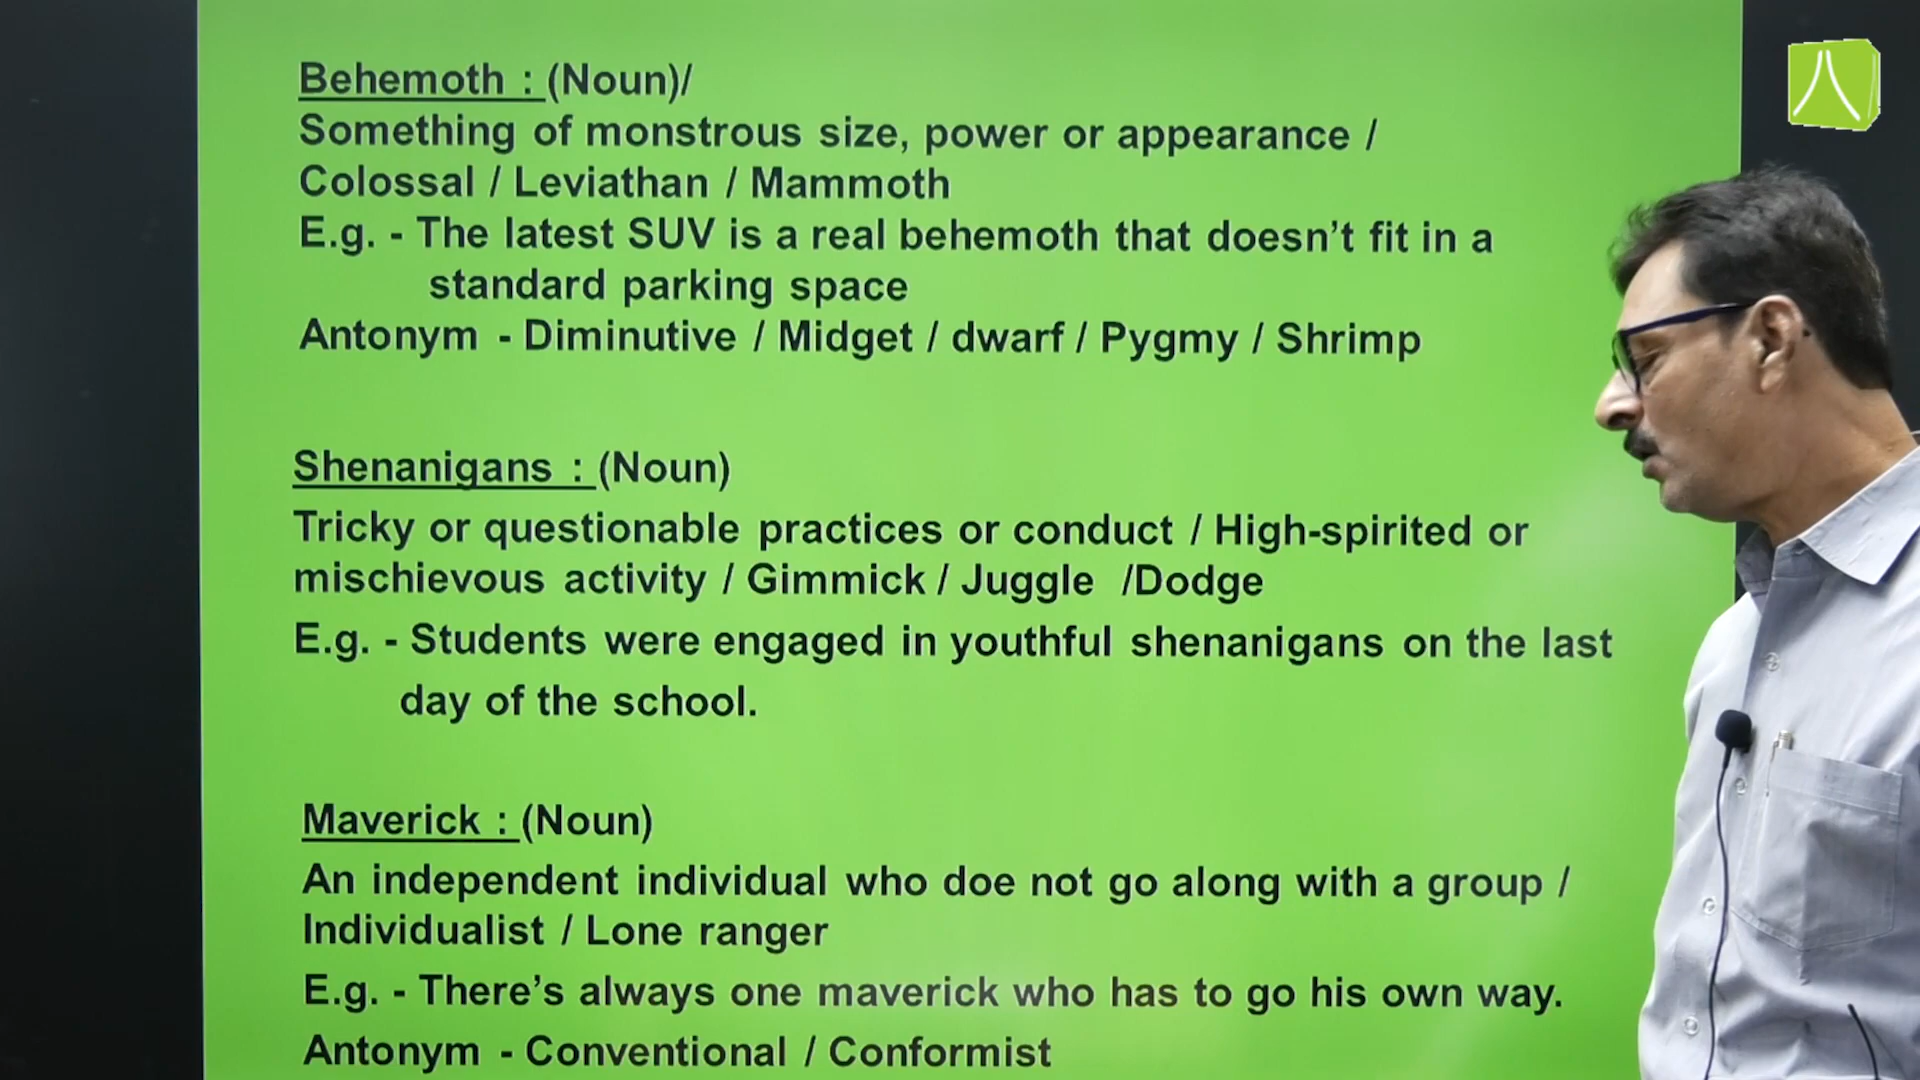 Behemoth : (Noun)/
Something of monstrous size, power or appearance /
Colossal / Leviathan / Mammoth
E.g. - The latest SUV is a real behemoth that doesn’t fit in a
standard parking space
Antonym - Diminutive / Midget / dwarf / Pygmy / Shrimp
Shenanigans : (Noun)
Tricky or questionable practices or conduct / High-spirited or
mischievous activity / Gimmick / Juggle /Dodge
E.g. - Students were engaged in youthful shenanigans on the last
day of the school.
Maverick : (Noun)
An independent individual who doe not go along with a group /
Individualist / Lone ranger
E.g. - There’s always one maverick who has to go his own way.
Antonym - Conventional / Conformist